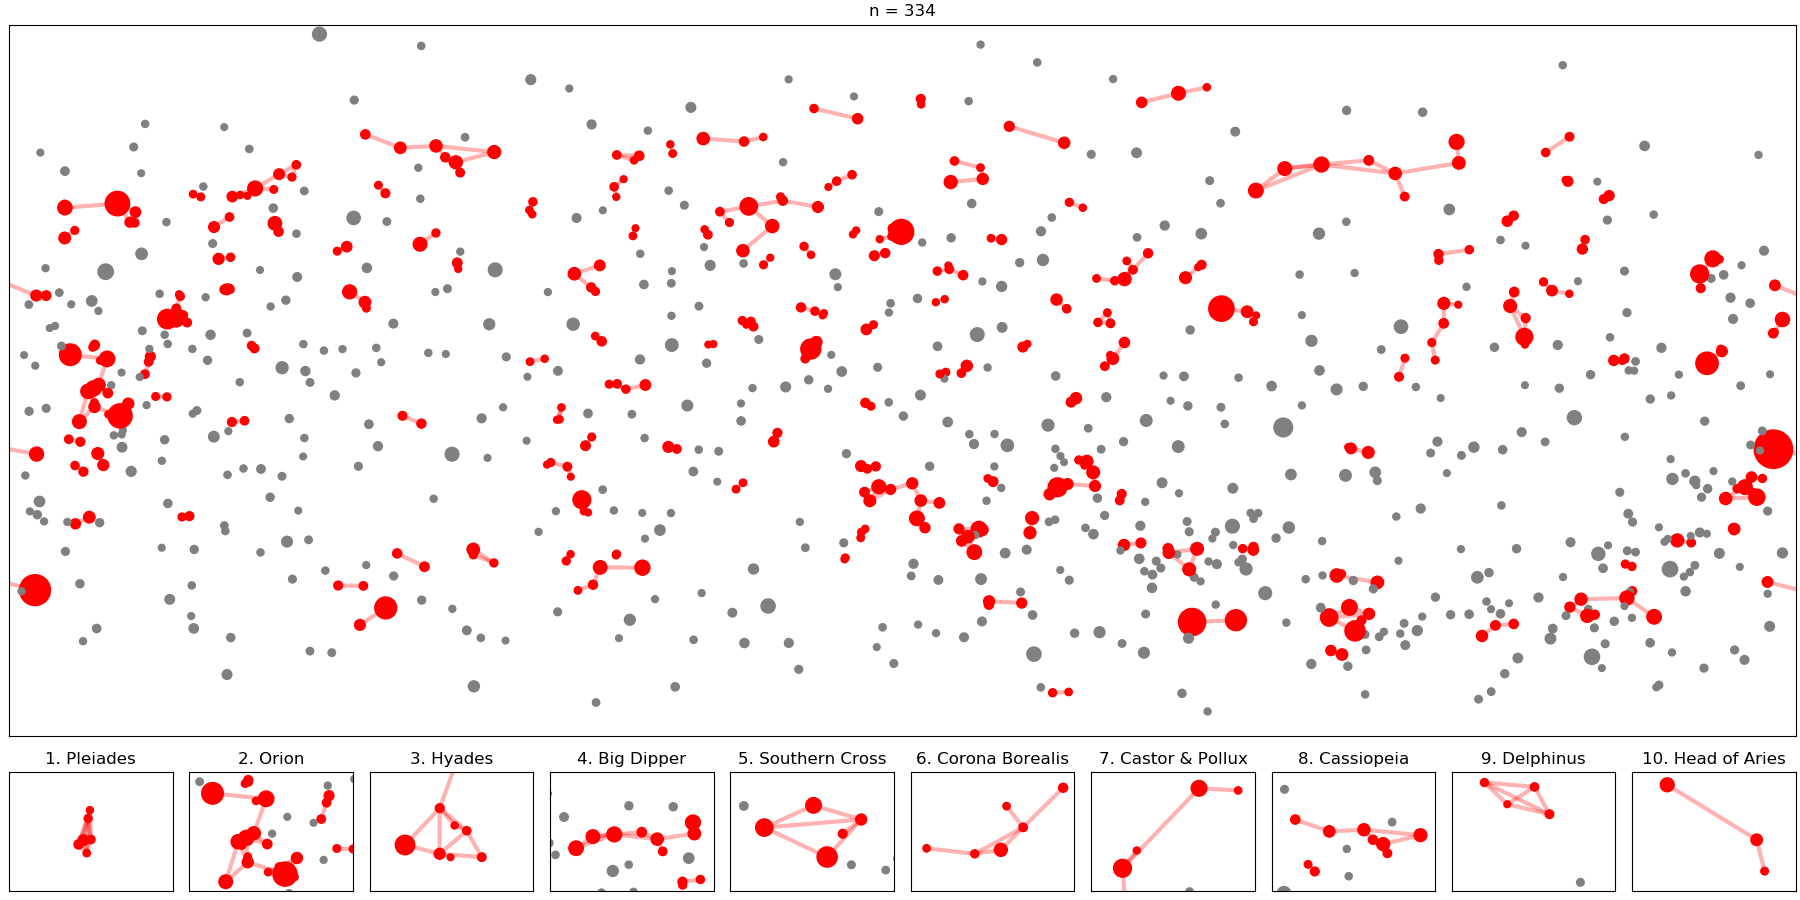 n = 334
1. Pleiades
2. Orion
3. Hyades
4. Big Dipper
5. Southern Cross
6. Corona Borealis
7. Castor & Pollux
8. Cassiopeia
9. Delphinus
10. Head of Aries